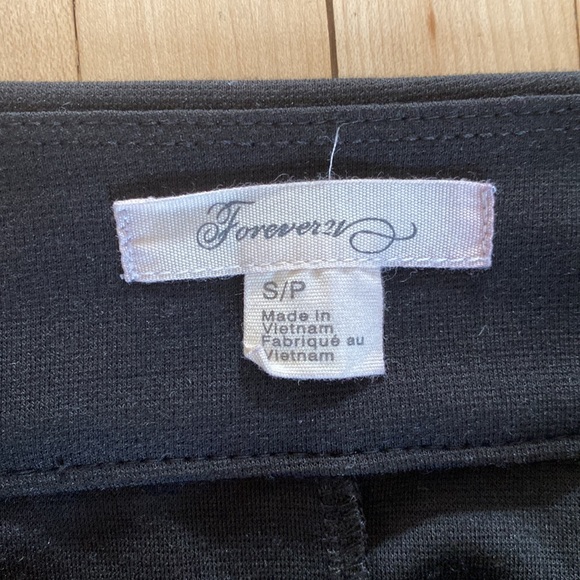 Forever21
S/P
Made In
Vietnam
Fabriqué au
Vietnam